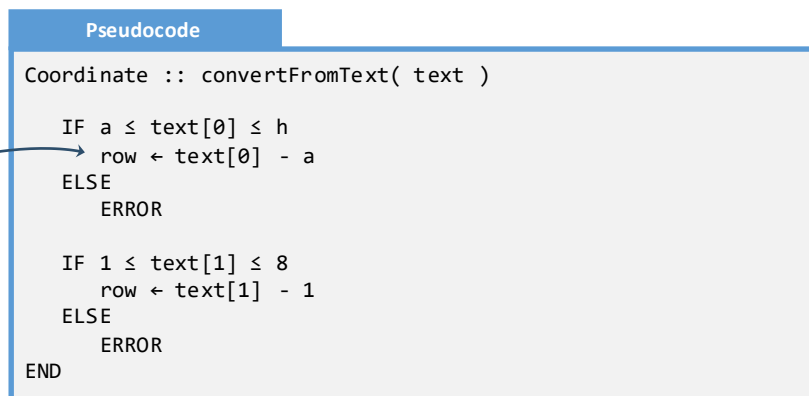 Pseudocode
Coordinate :: convertFromText( text )
IF a ≤ text[0] ≤ h
row ← text[0] - a
ELSE
ERROR
IF 1 ≤ text[1] ≤ 8
row ← text[1] - 1
ELSE
ERROR
END